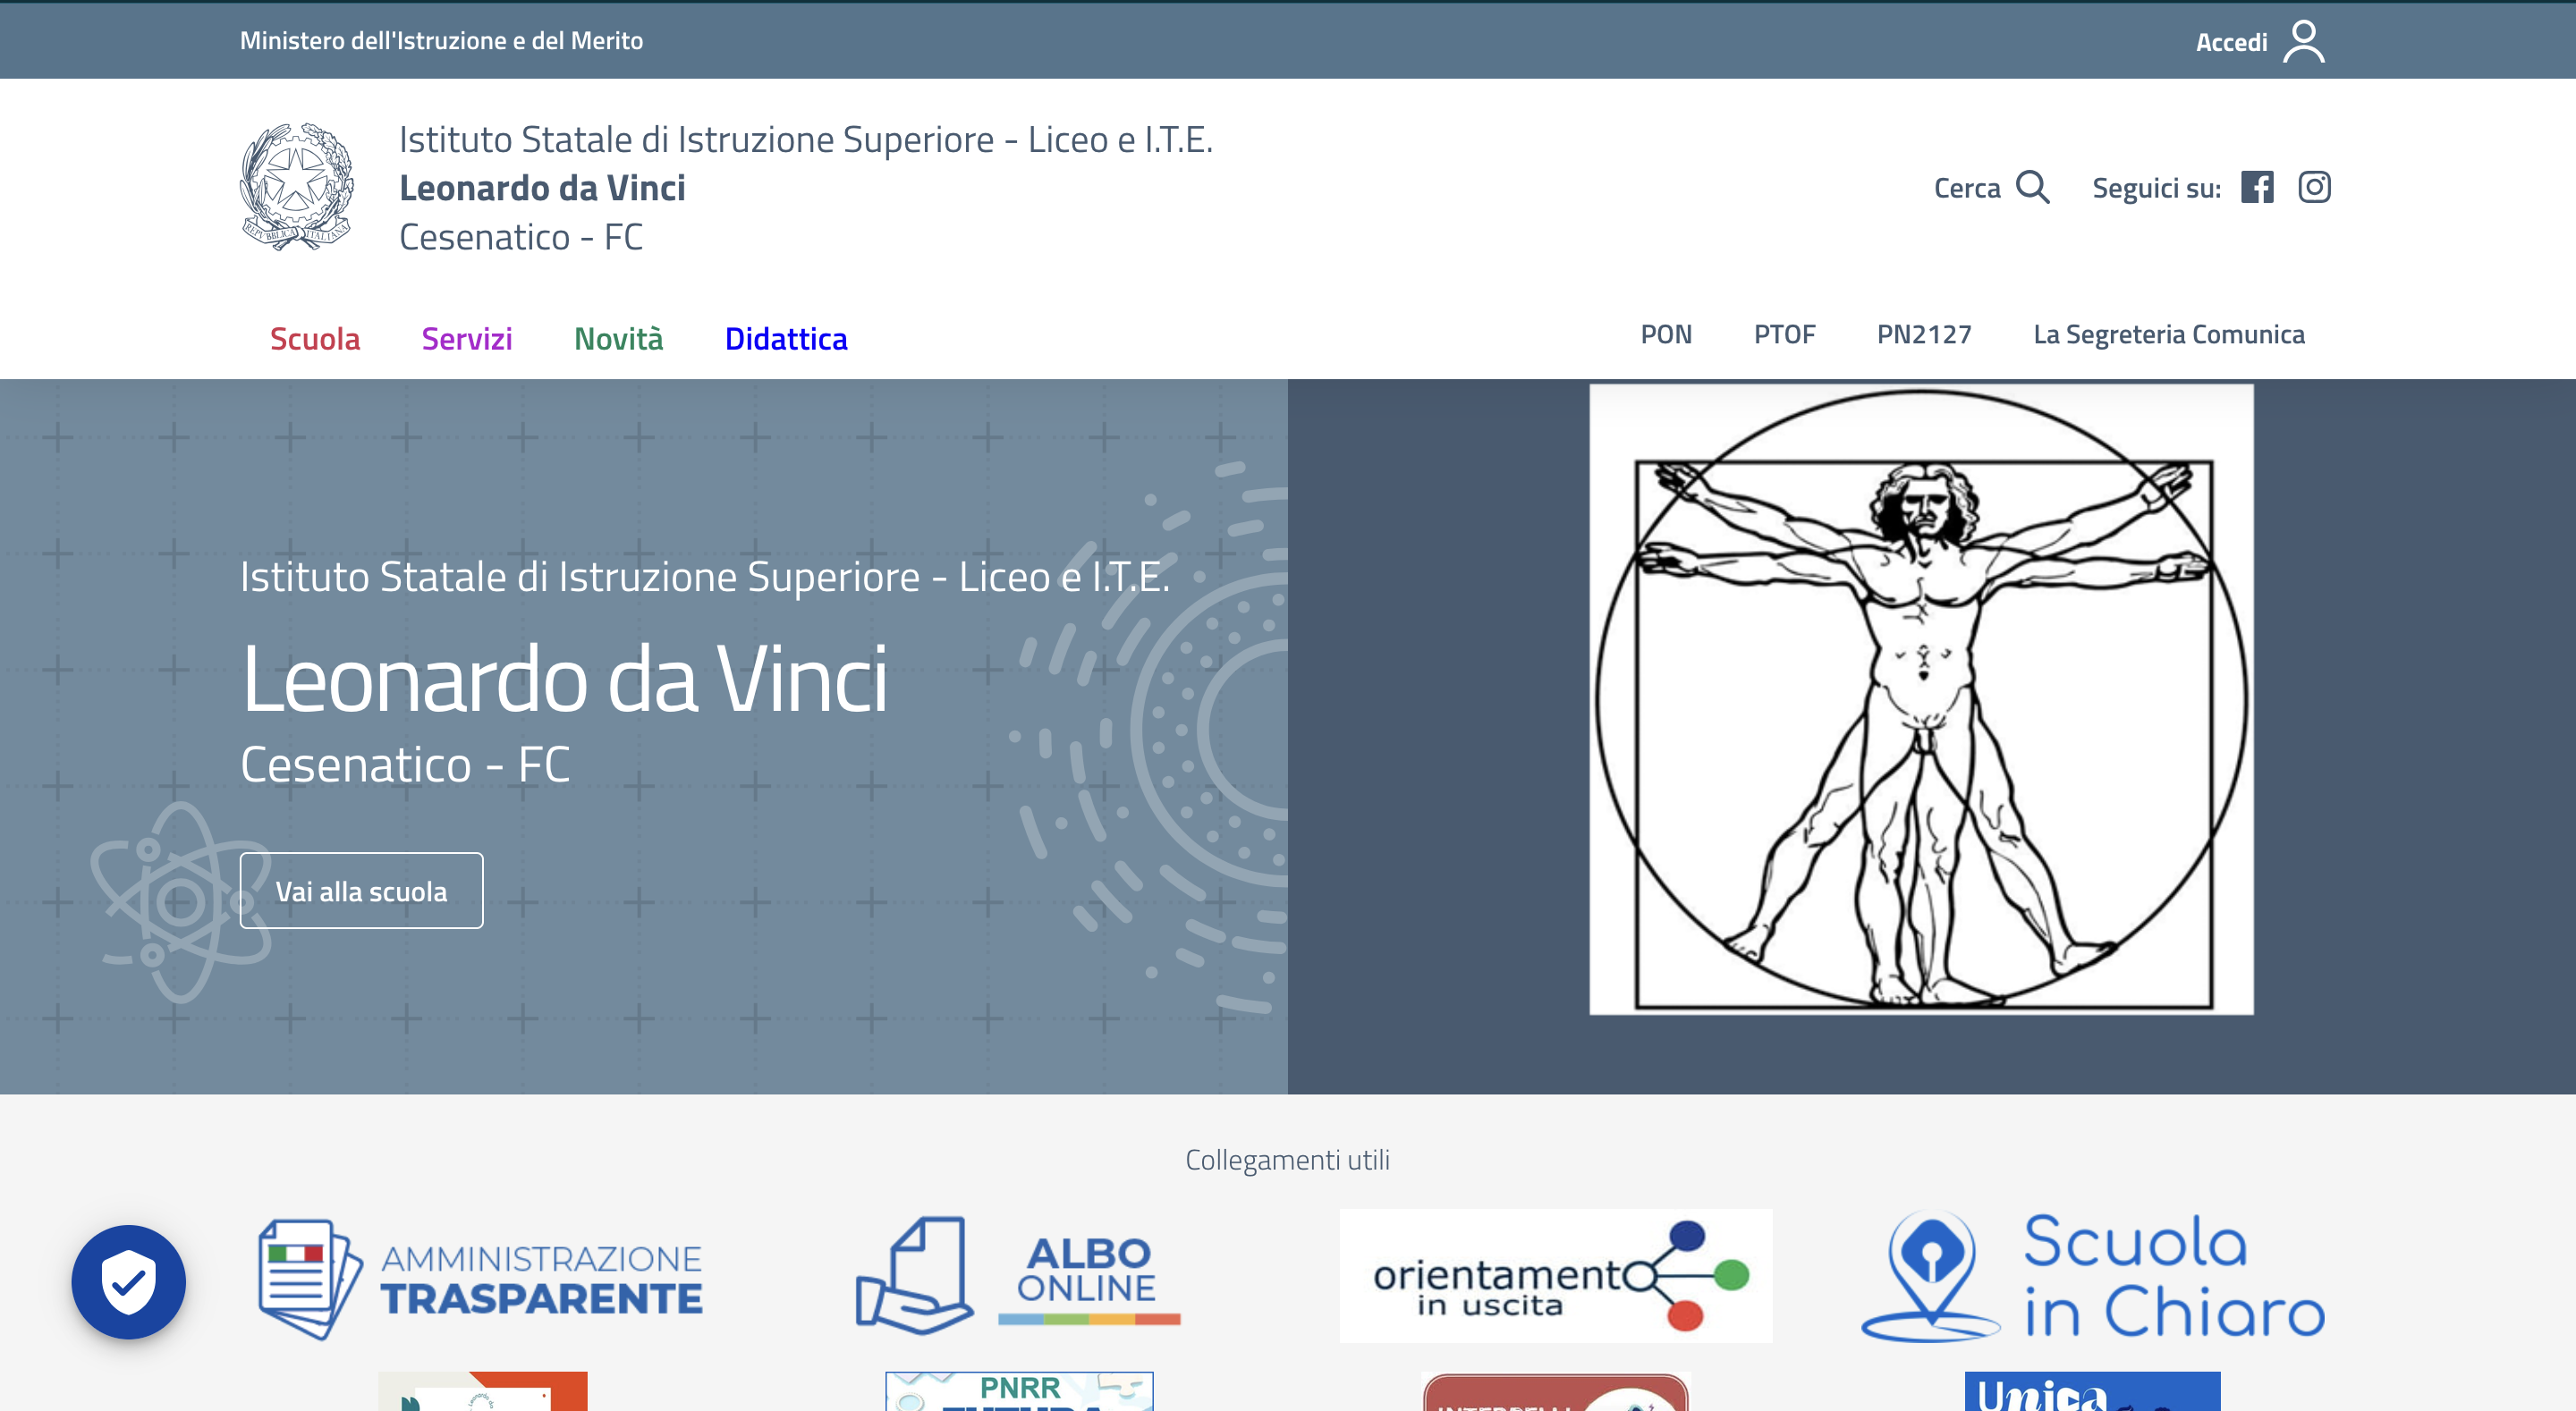 Ministero dell'Istruzione e del Merito
Accedi
Istituto Statale di Istruzione Superiore - Liceo e I.T.E.
Leonardo da Vinci
Cesenatico - FC
REPVBBLICA ITALIANA
Cerca
Seguici su:
Scuola
Servizi
Novità
Didattica
PON
PTOF
PN2127
La Segreteria Comunica
Istituto Statale di Istruzione Superiore - Liceo e I.T.E.
Leonardo da Vinci
Cesenatico - FC
Vai alla scuola
Collegamenti utili
AMMINISTRAZIONE
TRASPARENTE
ALBO
ONLINE
orientamento
in uscita
Scuola
in Chiaro
PNRR
Unica